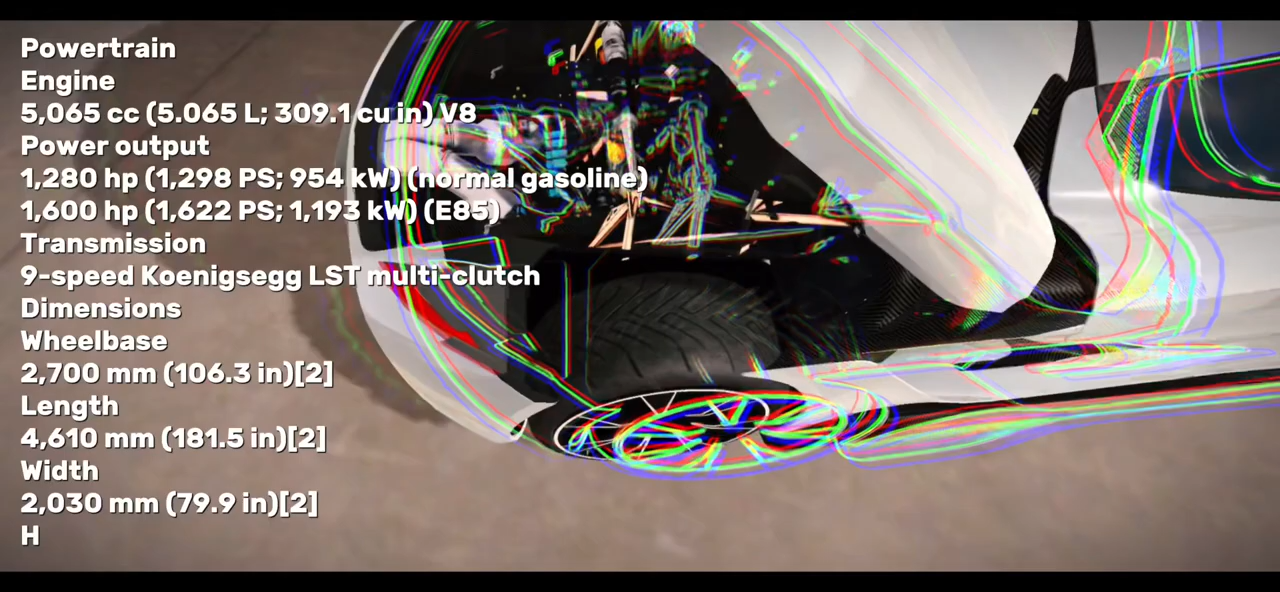 Powertrain
Engine
5,065 cc (5.065 L; 309.1 cu in) V8
Power output
1,280 hp (1,298 PS; 954 kW) (normal gasoline)
1,600 hp (1,622 PS; 1,193 kW) (E85)
Transmission
9-speed Koenigsegg LST multi-clutch
Dimensions
Wheelbase
2,700 mm (106.3 in)[2]
Length
4,610 mm (181.5 in)[2]
Width
2,030 mm (79.9 in)[2]
H